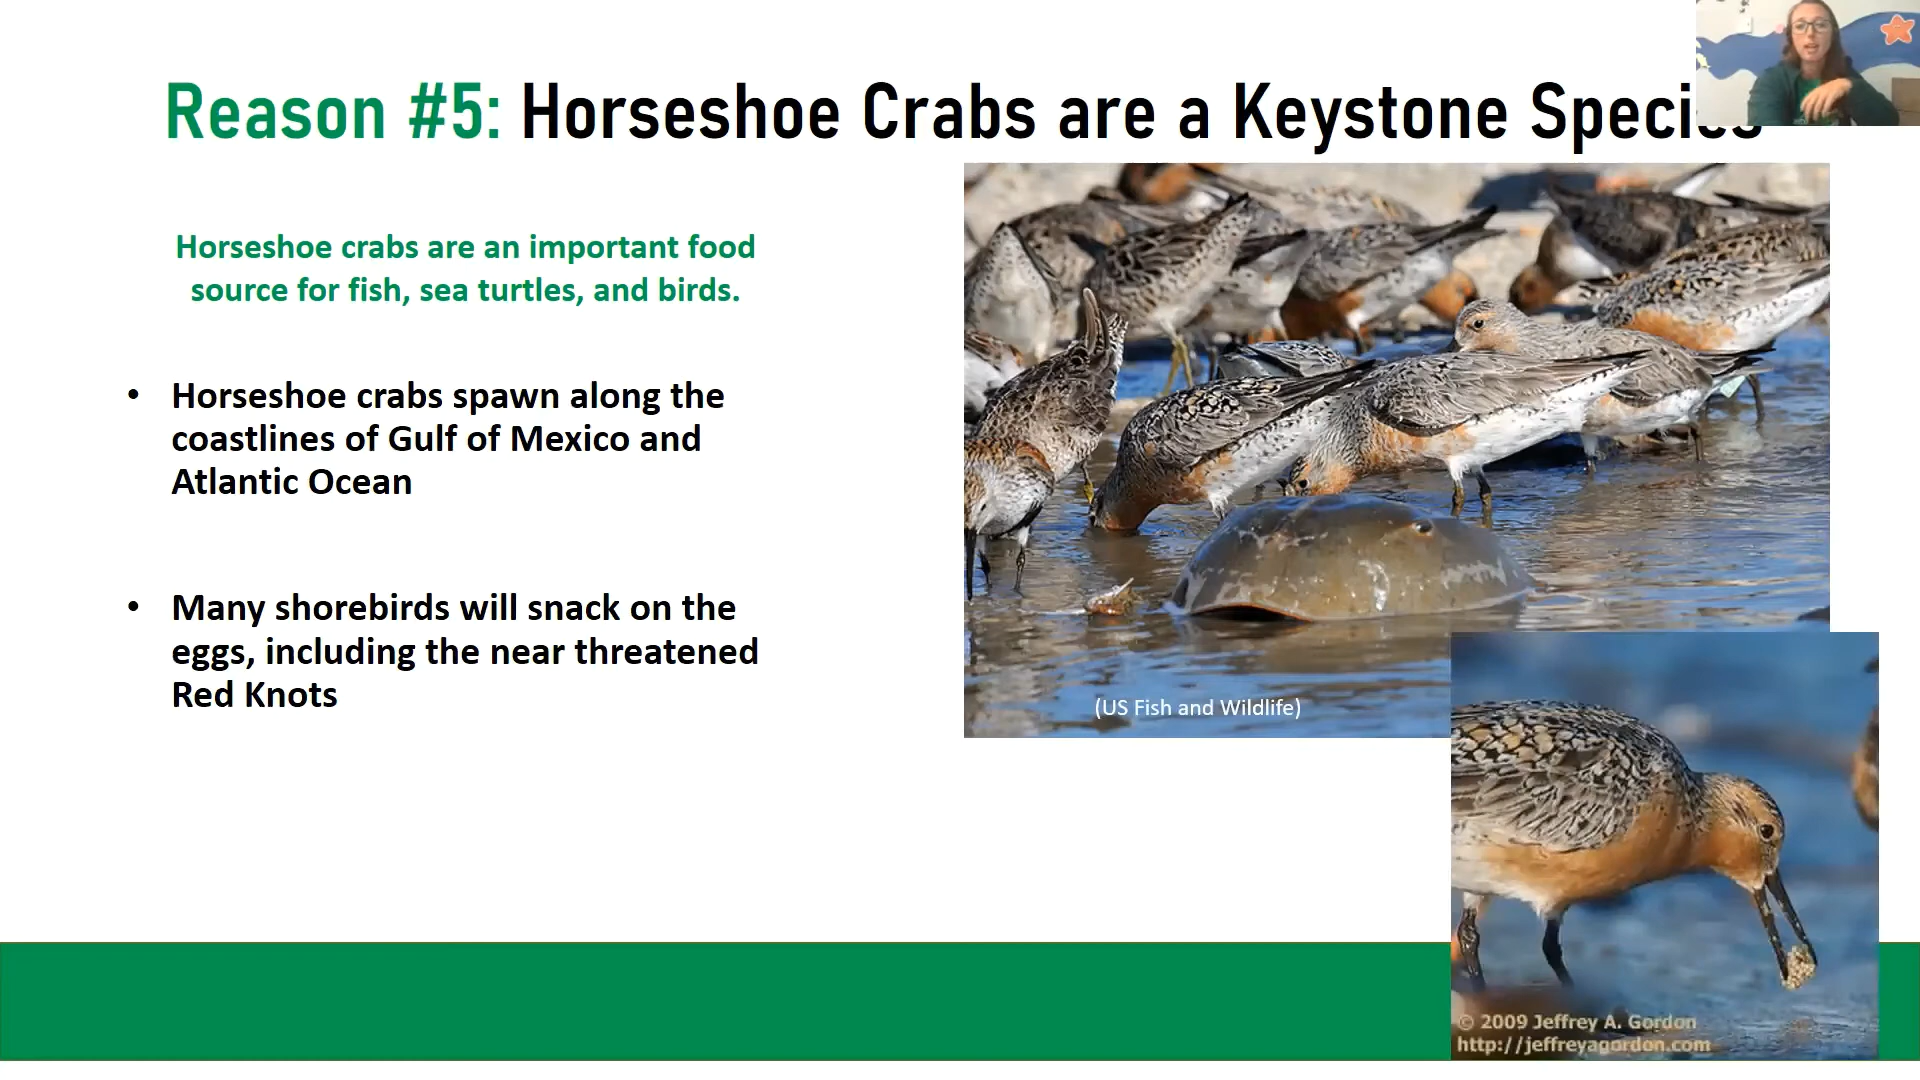 Reason #5: Horseshoe Crabs are a Keystone Species
Horseshoe crabs are an important food
source for fish, sea turtles, and birds.
• Horseshoe crabs spawn along the
coastlines of Gulf of Mexico and
Atlantic Ocean
• Many shorebirds will snack on the
eggs, including the near threatened
Red Knots
(US Fish and Wildlife)
© 2009 Jeffrey A. Gordon
http://jeffreyagordon.com